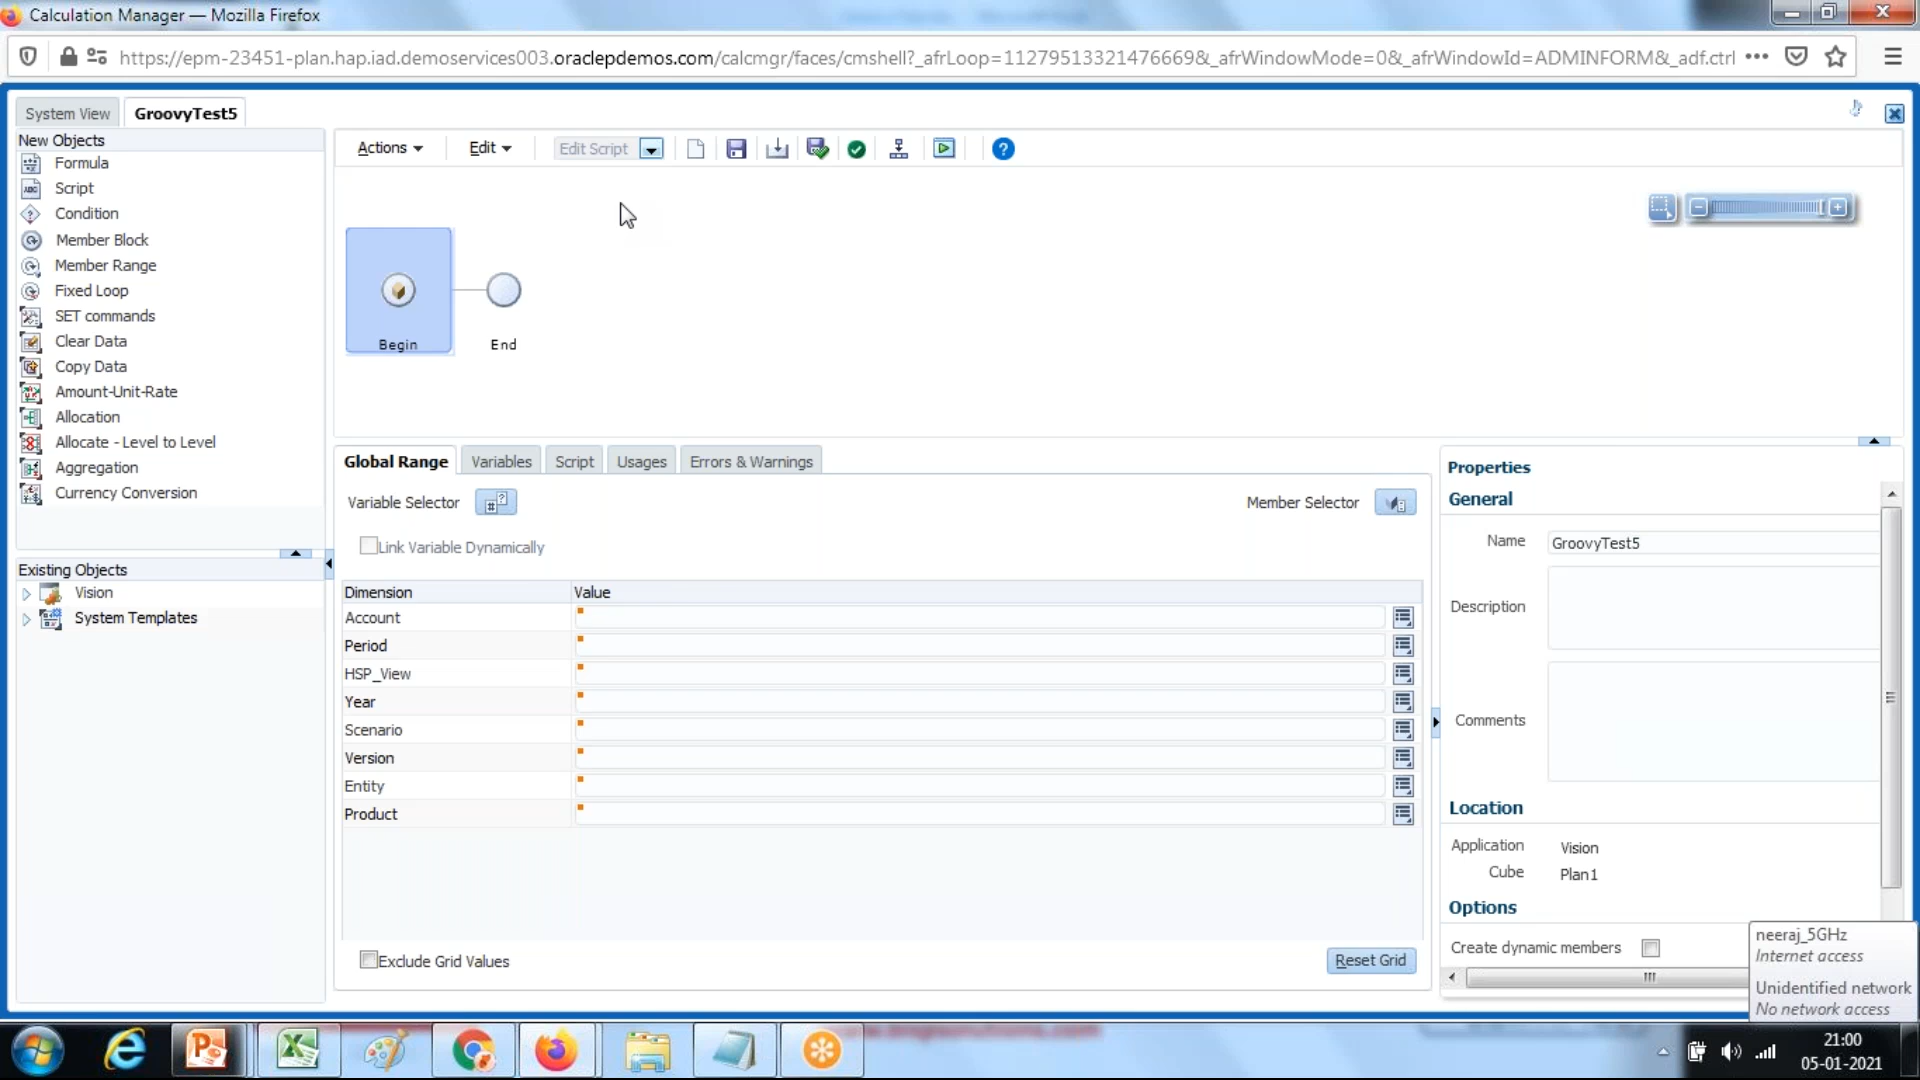 Calculation Manager — Mozilla Firefox
https://epm-23451-plan.hap.iad.demoservices003.oraclepdemos.com/calcmgr/faces/cmshell?_afrLoop=11279513321476669&_afrWindowMode=0&_afrWindowId=ADMINFORM&_adf.ctrl
System View
GroovyTest5
New Objects
Formula
Script
Condition
Member Block
Member Range
Fixed Loop
SET commands
Clear Data
Copy Data
Amount-Unit-Rate
Allocation
Allocate - Level to Level
Aggregation
Currency Conversion
Existing Objects
Vision
System Templates
Actions
Edit
Edit Script
Begin
End
Global Range
Variables
Script
Usages
Errors & Warnings
Variable Selector
Member Selector
Link Variable Dynamically
Dimension
Value
Account
Period
HSP_View
Year
Scenario
Version
Entity
Product
Exclude Grid Values
Reset Grid
Properties
General
Name
GroovyTest5
Description
Comments
Location
Application
Vision
Cube
Plan1
Options
Create dynamic members
neeraj_5GHz
Internet access
Unidentified network
No network access
21:00
05-01-2021